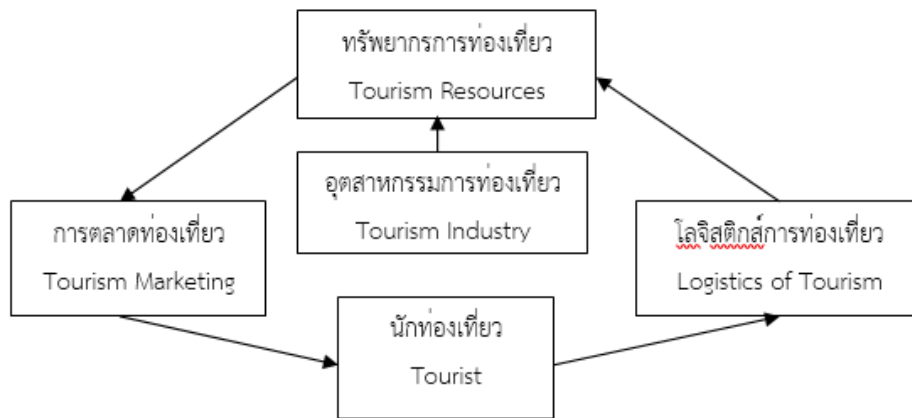 ทรัพยากรการท่องเที่ยว
Tourism Resources
อุตสาหกรรมการท่องเที่ยว
Tourism Industry
การตลาดท่องเที่ยว
Tourism Marketing
โลจิสติกส์การท่องเที่ยว
Logistics of Tourism
นักท่องเที่ยว
Tourist